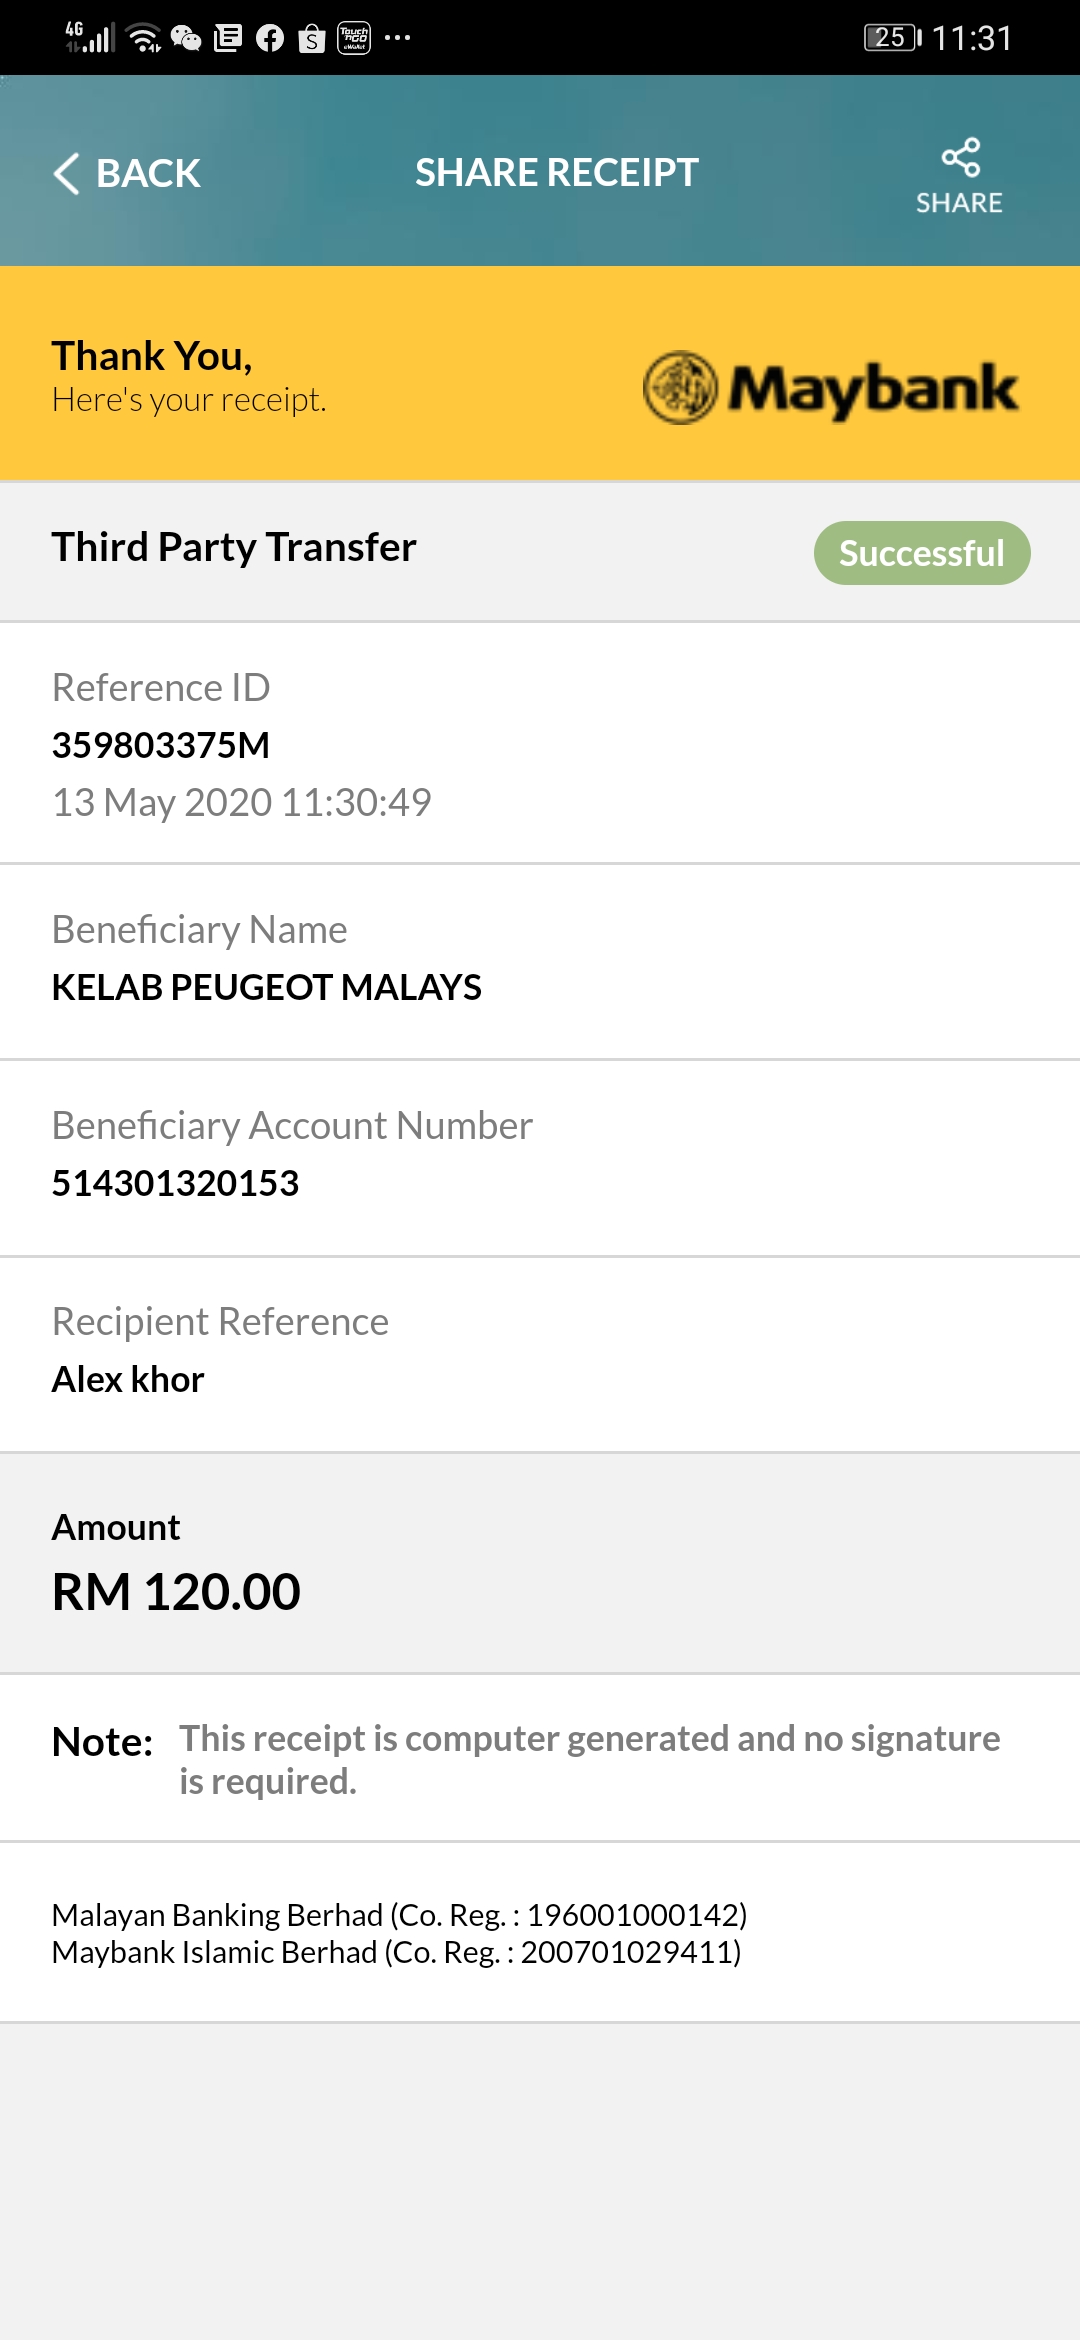 4G 25 11:31
BACK SHARE RECEIPT SHARE
Thank You,
Here's your receipt.
Maybank
Third Party Transfer Successful
Reference ID
359803375M
13 May 2020 11:30:49
Beneficiary Name
KELAB PEUGEOT MALAYS
Beneficiary Account Number
514301320153
Recipient Reference
Alex khor
Amount
RM 120.00
Note: This receipt is computer generated and no signature
is required.
Malayan Banking Berhad (Co. Reg. : 196001000142)
Maybank Islamic Berhad (Co. Reg. : 200701029411)